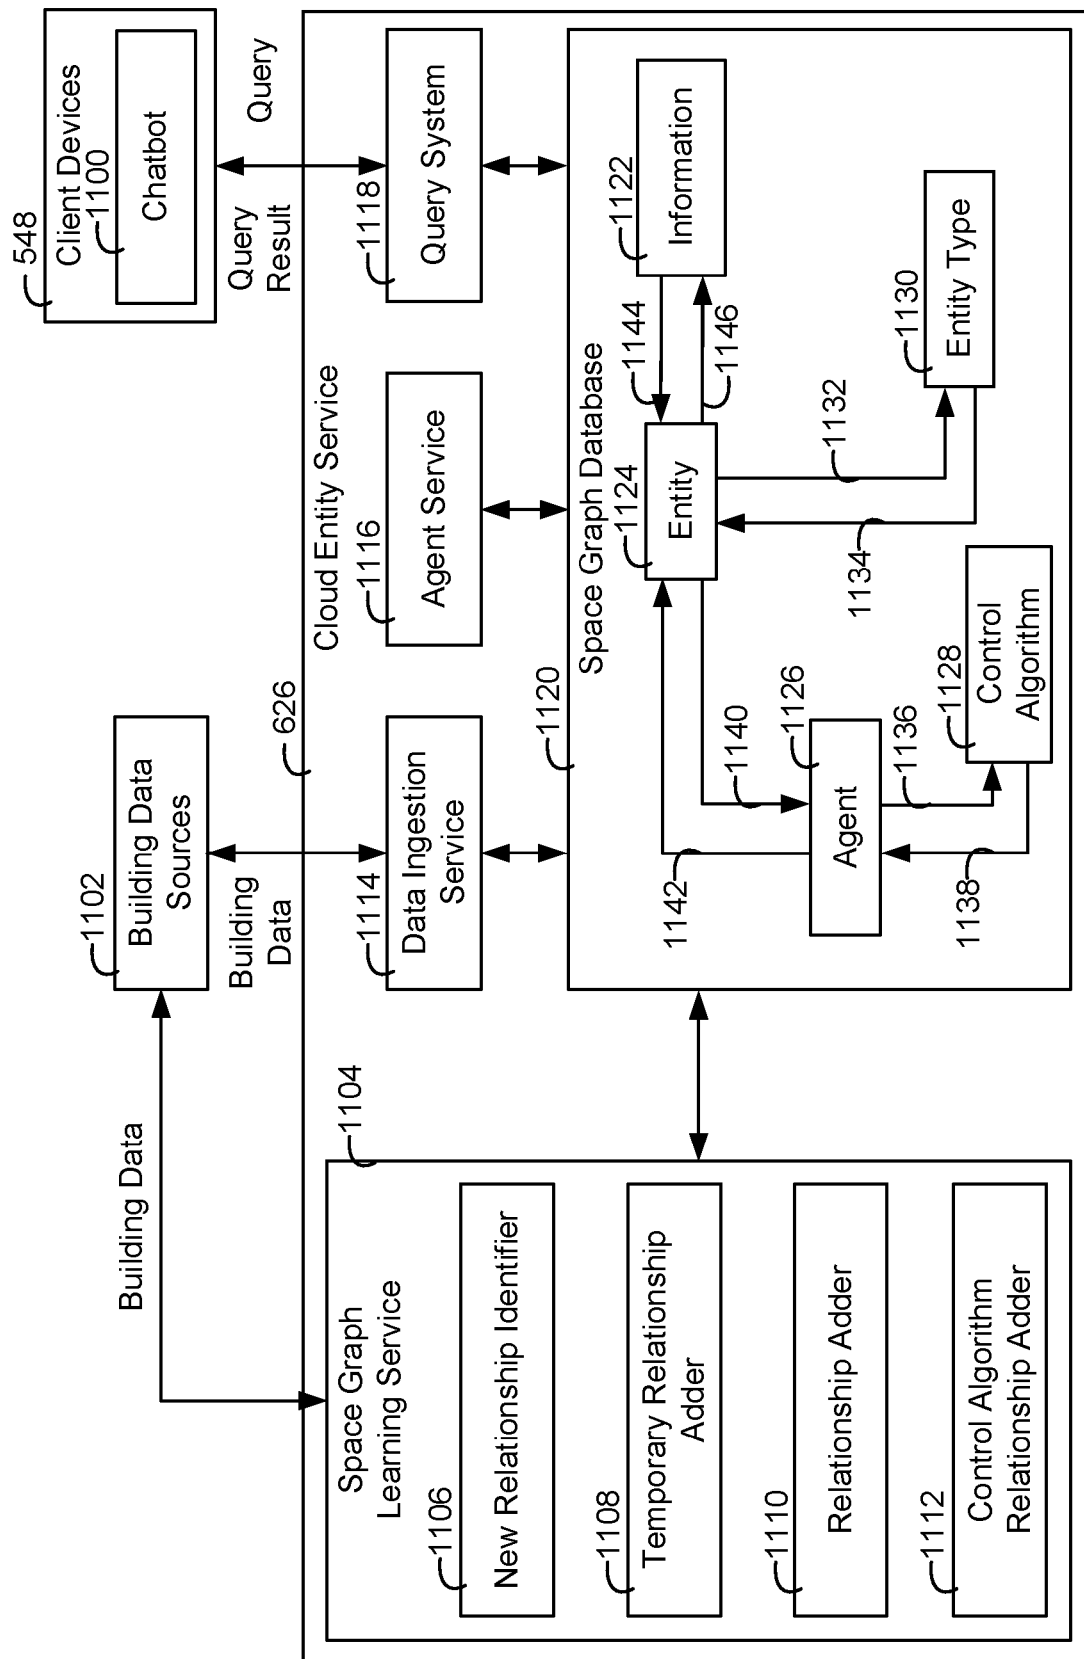 548
Client Devices
1100
Chatbot
Query
Result
Query
1102
Building Data
Sources
Building
Data
Building Data
626
Cloud Entity Service
1114
Data Ingestion
Service
1116
Agent Service
1118
Query System
1104
Space Graph
Learning Service
1106
New Relationship Identifier
1108
Temporary Relationship
Adder
1110
Relationship Adder
1112
Control Algorithm
Relationship Adder
1120
Space Graph Database
1122
Information
1124
Entity
1144
1146
1126
Agent
1140
1142
1128
Control
Algorithm
1136
1138
1130
Entity Type
1132
1134